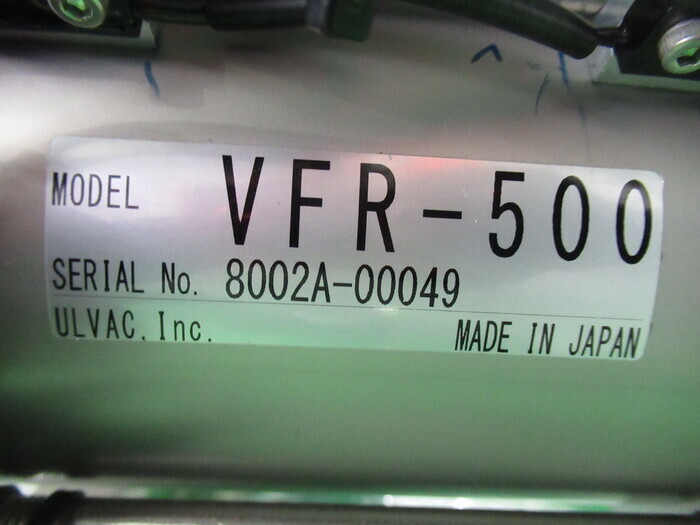 MODEL VFR-500
SERIAL No. 8002A-00049
ULVAC, Inc. MADE IN JAPAN